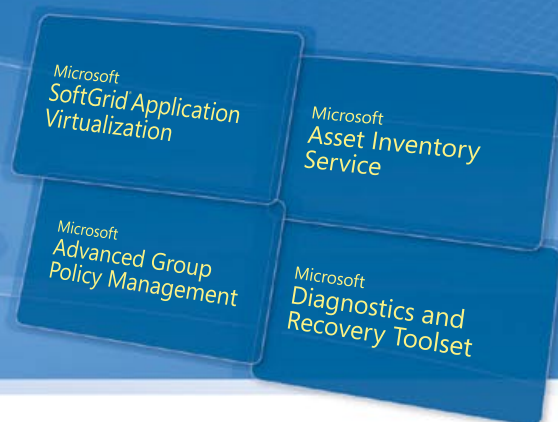 Microsoft
SoftGrid® Application
Virtualization
Microsoft
Asset Inventory
Service
Microsoft
Advanced Group
Policy Management
Microsoft
Diagnostics and
Recovery Toolset